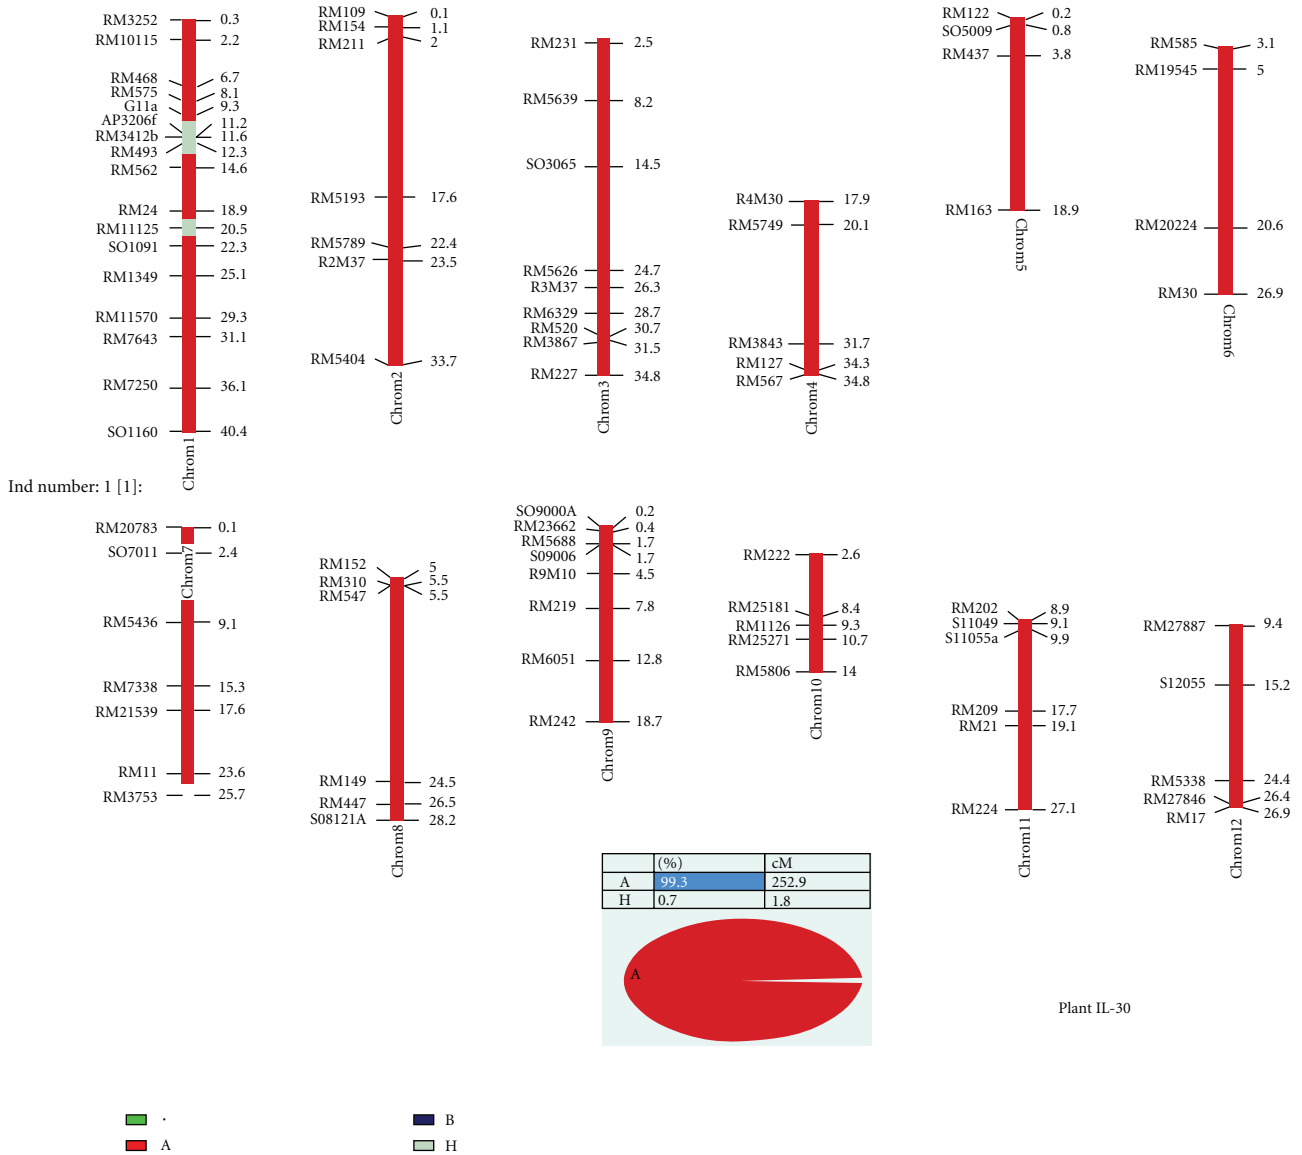 RM3252 0.3
RM10115 2.2
RM468 6.7
RM575 8.1
G11a 9.3
AP3206f 11.2
RM3412b 11.6
RM493 12.3
RM562 14.6
RM24 18.9
RM11125 20.5
SO1091 22.3
RM1349 25.1
RM11570 29.3
RM7643 31.1
RM7250 36.1
SO1160 40.4
Chrom1
RM109 0.1
RM154 1.1
RM211 2
RM5193 17.6
RM5789 22.4
R2M37 23.5
RM5404 33.7
Chrom2
RM231 2.5
RM5639 8.2
SO3065 14.5
RM5626 24.7
R3M37 26.3
RM6329 28.7
RM520 30.7
RM3867 31.5
RM227 34.8
Chrom3
R4M30 17.9
RM5749 20.1
RM3843 31.7
RM127 34.3
RM567 34.8
Chrom4
RM122 0.2
SO5009 0.8
RM437 3.8
RM163 18.9
Chrom5
RM585 3.1
RM19545 5
RM20224 20.6
RM30 26.9
Chrom6
Ind number: 1 [1]:
RM20783 0.1
SO7011 2.4
Chrom7
RM5436 9.1
RM7338 15.3
RM21539 17.6
RM11 23.6
RM3753 25.7
RM152 5
RM310 5.5
RM547 5.5
RM149 24.5
RM447 26.5
S08121A 28.2
Chrom8
SO9000A 0.2
RM23662 0.4
RM5688 1.7
S09006 1.7
R9M10 4.5
RM219 7.8
RM6051 12.8
RM242 18.7
Chrom9
RM222 2.6
RM25181 8.4
RM1126 9.3
RM25271 10.7
RM5806 14
Chrom10
RM202 8.9
S11049 9.1
S11055a 9.9
RM209 17.7
RM21 19.1
RM224 27.1
Chrom11
RM27887 9.4
S12055 15.2
RM5338 24.4
RM27846 26.4
RM17 26.9
Chrom12
(%) cM
A 99.3 252.9
H 0.7 1.8
A
Plant IL-30
· B
A H